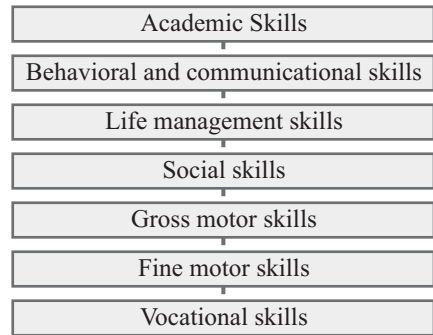 Academic Skills
Behavioral and communicational skills
Life management skills
Social skills
Gross motor skills
Fine motor skills
Vocational skills